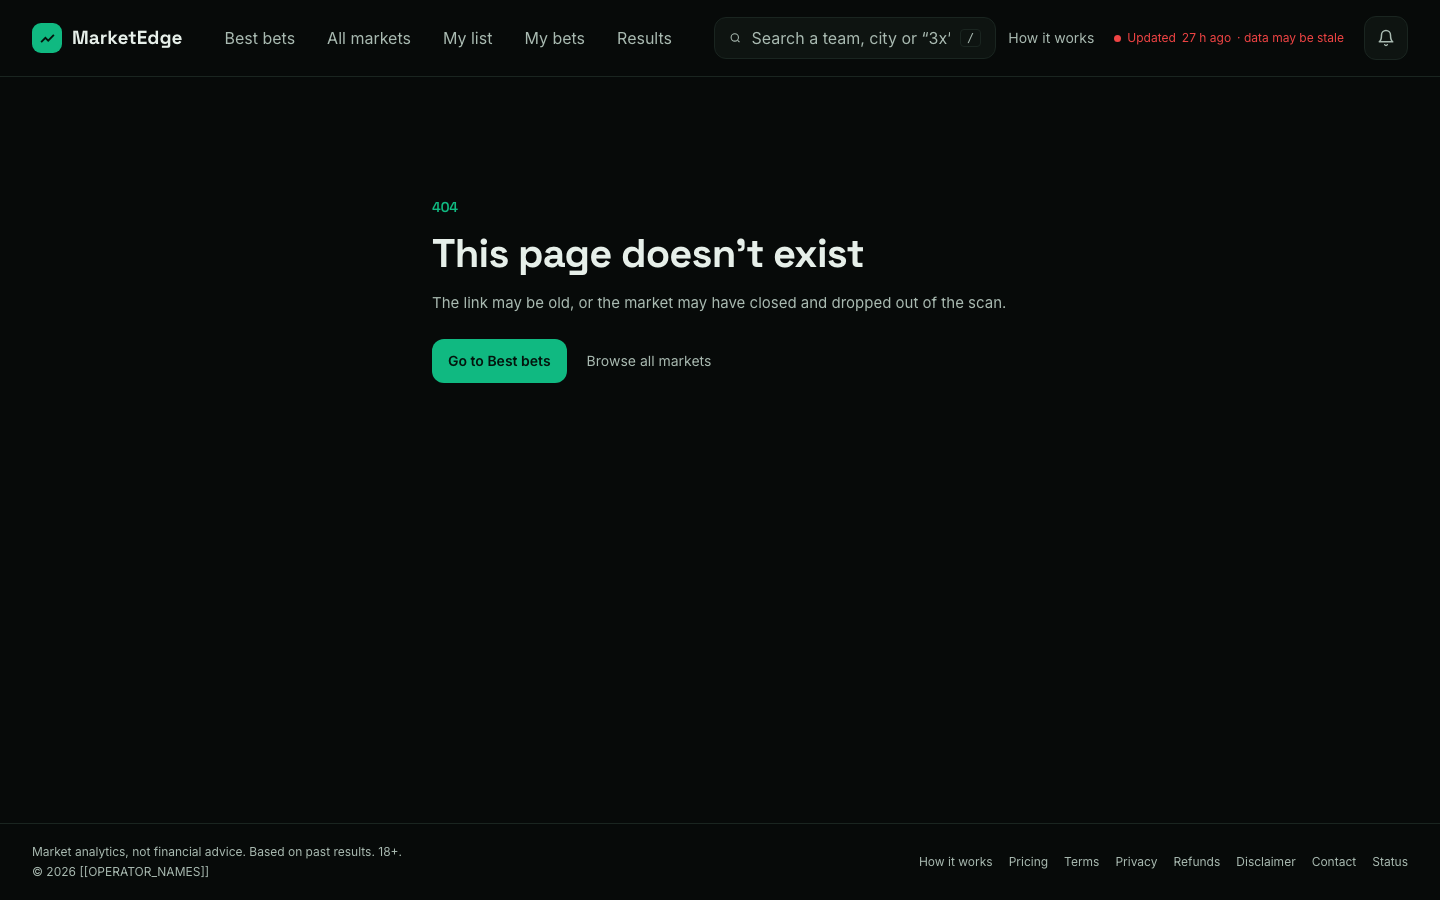 MarketEdge
Best bets
All markets
My list
My bets
Results
Search a team, city or “3x’
/
How it works
Updated 27 h ago · data may be stale
404
This page doesn’t exist
The link may be old, or the market may have closed and dropped out of the scan.
Go to Best bets
Browse all markets
Market analytics, not financial advice. Based on past results. 18+.
© 2026 [[OPERATOR_NAMES]]
How it works
Pricing
Terms
Privacy
Refunds
Disclaimer
Contact
Status